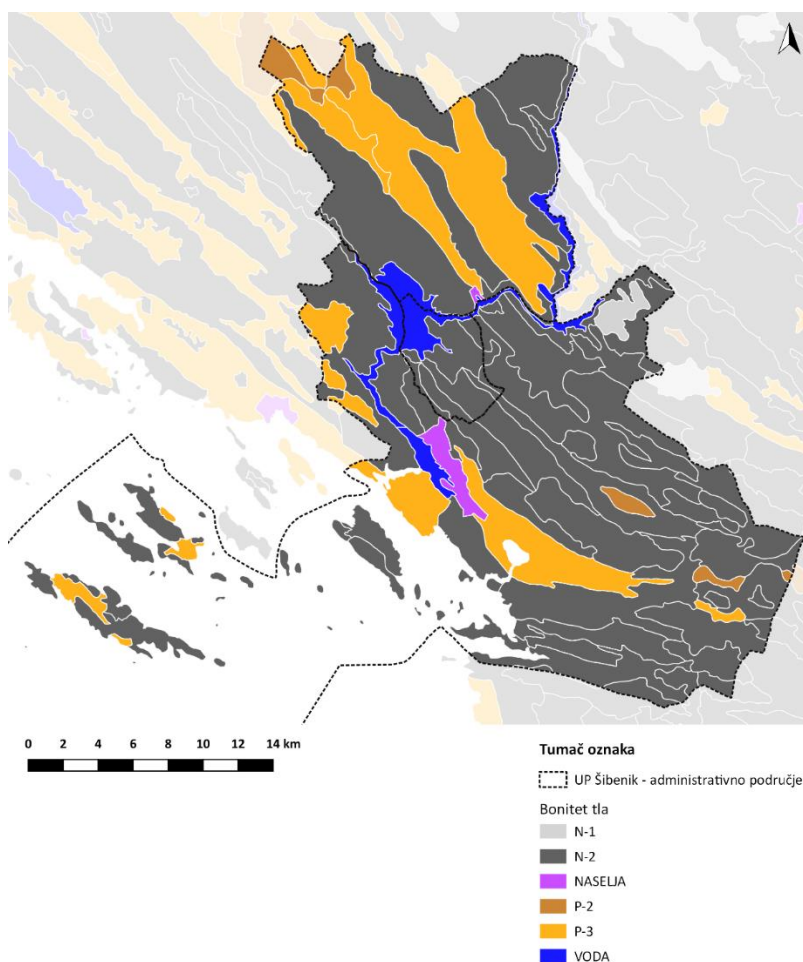 0 2 4 6 8 10 12 14 km
Tumač oznaka
UP Šibenik - administrativno područje
Bonitet tla
N-1
N-2
NASELJA
P-2
P-3
VODA